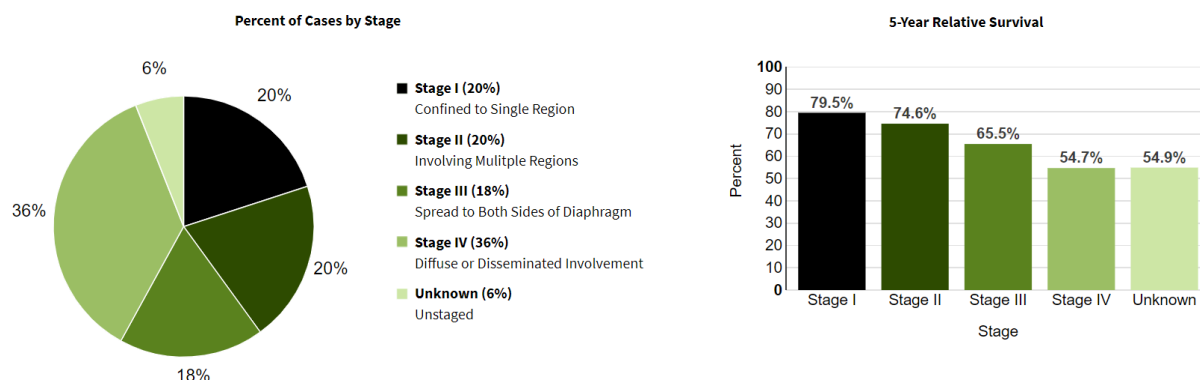 Percent of Cases by Stage
6%
20%
36%
20%
18%
Stage I (20%)
Confined to Single Region
Stage II (20%)
Involving Mulitple Regions
Stage III (18%)
Spread to Both Sides of Diaphragm
Stage IV (36%)
Diffuse or Disseminated Involvement
Unknown (6%)
Unstaged
5-Year Relative Survival
Percent
100
90
80
70
60
50
40
30
20
10
0
79.5%
74.6%
65.5%
54.7%
54.9%
Stage I
Stage II
Stage III
Stage IV
Unknown
Stage